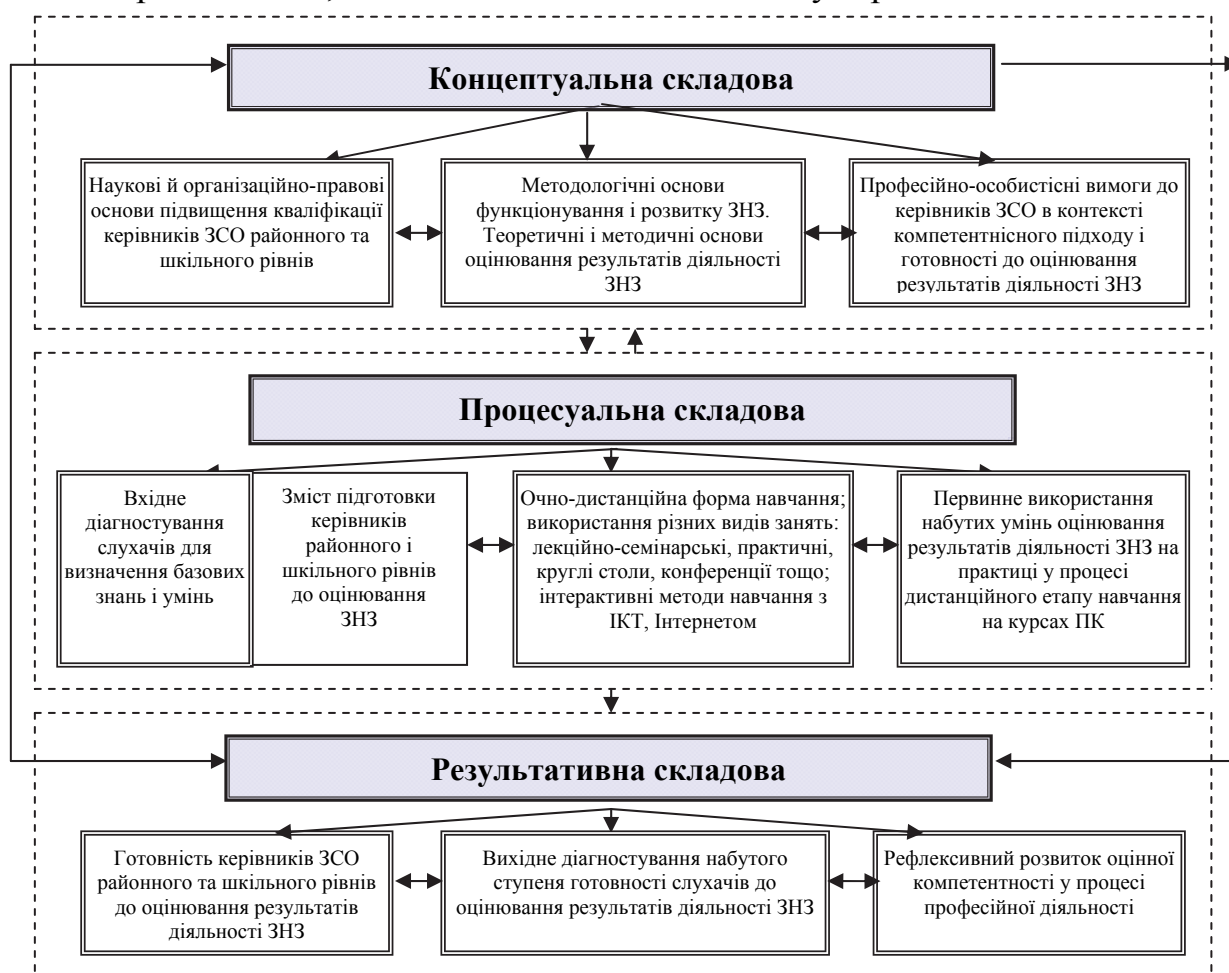 Концептуальна складова
Наукові й організаційно-правові
основи підвищення кваліфікації
керівників ЗСО районного та
шкільного рівнів
Методологічні основи
функціонування і розвитку ЗНЗ.
Теоретичні і методичні основи
оцінювання результатів діяльності
ЗНЗ
Професійно-особистісні вимоги до
керівників ЗСО в контексті
компетентнісного підходу і
готовності до оцінювання
результатів діяльності ЗНЗ
Процесуальна складова
Вхідне
діагностування
слухачів для
визначення базових
знань і умінь
Зміст підготовки
керівників
районного і
шкільного рівнів
до оцінювання
ЗНЗ
Очно-дистанційна форма навчання;
використання різних видів занять:
лекційно-семінарські, практичні,
круглі столи, конференції тощо;
інтерактивні методи навчання з
ІКТ, Інтернетом
Первинне використання
набутих умінь оцінювання
результатів діяльності ЗНЗ на
практиці у процесі
дистанційного етапу навчання
на курсах ПК
Результативна складова
Готовність керівників ЗСО
районного та шкільного рівнів
до оцінювання результатів
діяльності ЗНЗ
Вихідне діагностування набутого
ступеня готовності слухачів до
оцінювання результатів діяльності ЗНЗ
Рефлексивний розвиток оцінної
компетентності у процесі
професійної діяльності